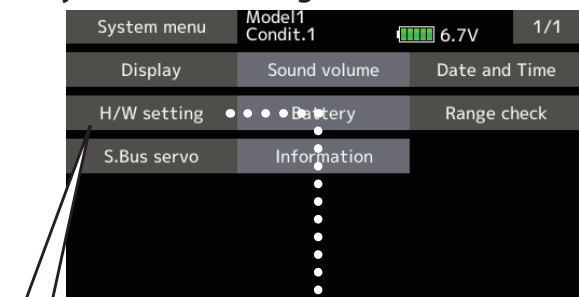 System menu
Model1
Condit.1
6.7V
1/1
Display
Sound volume
Date and Time
H/W setting
Battery
Range check
S.Bus servo
Information